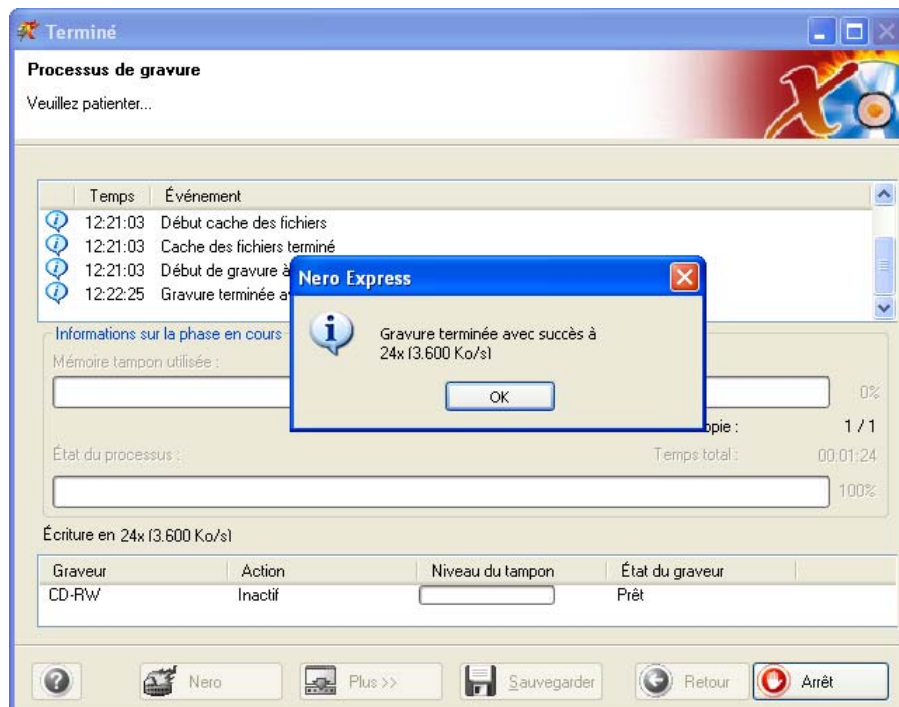 Terminé
Processus de gravure
Veuillez patienter...
Temps Événement
12:21:03 Début cache des fichiers
12:21:03 Cache des fichiers terminé
12:21:03 Début de gravure à
12:22:25 Gravure terminée
Nero Express
Gravure terminée avec succès à
24x (3.600 Ko/s)
OK
Informations sur la phase en cours
Mémoire tampon utilisée :
0%
1 / 1
État du processus : Temps total : 00:01:24
100%
Écriture en 24x (3.600 Ko/s)
Graveur Action Niveau du tampon État du graveur
CD-RW Inactif Prêt
Nero Plus >> Sauvegarder Retour Arrêt